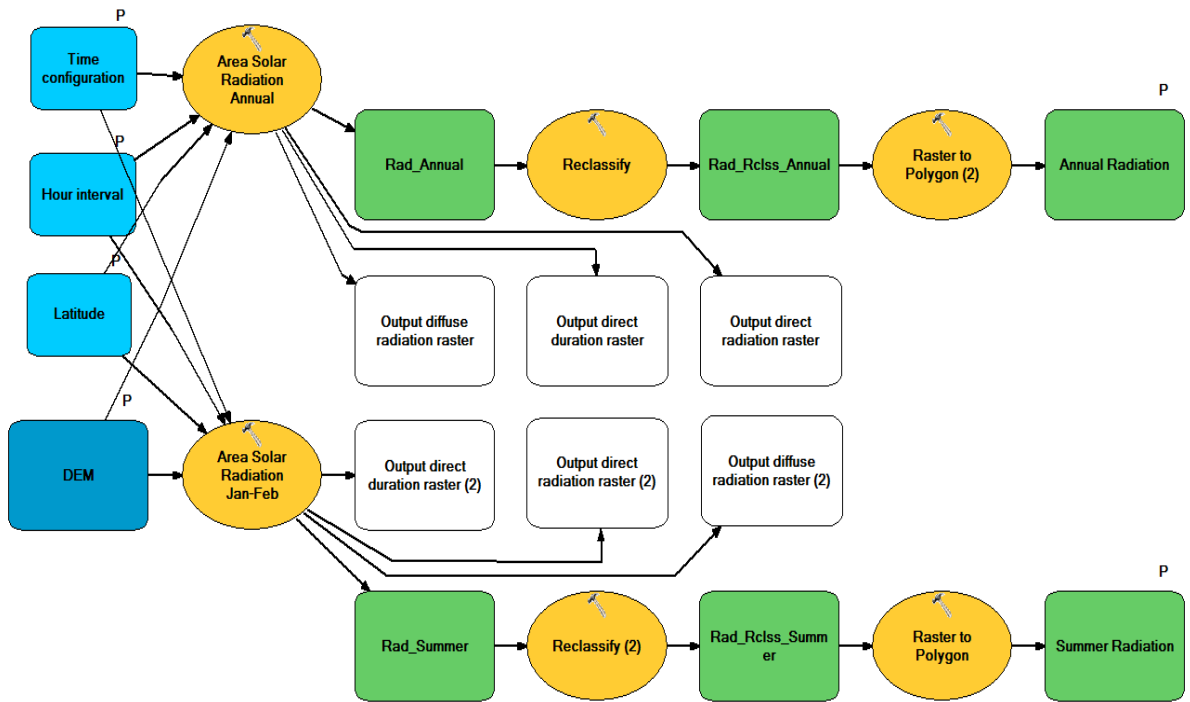 P
Time
configuration
Area Solar
Radiation
Annual
P
Hour interval
Rad_Annual
Reclassify
Rad_Rclss_Annual
Raster to
Polygon (2)
P
Annual Radiation
P
Latitude
Output diffuse
radiation raster
Output direct
duration raster
Output direct
radiation raster
P
DEM
Area Solar
Radiation
Jan-Feb
Output direct
duration raster (2)
Output direct
radiation raster (2)
Output diffuse
radiation raster (2)
Rad_Summer
Reclassify (2)
Rad_Rclss_Summ
er
Raster to
Polygon
P
Summer Radiation